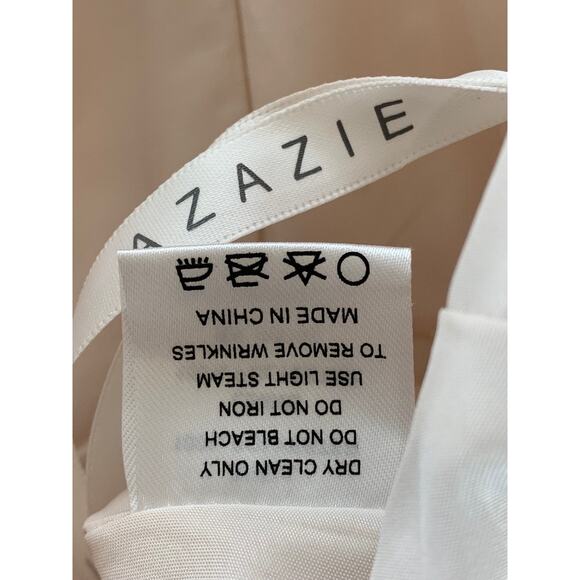 AZAZIE
DRY CLEAN ONLY
DO NOT BLEACH
DO NOT IRON
USE LIGHT STEAM
TO REMOVE WRINKLES
MADE IN CHINA